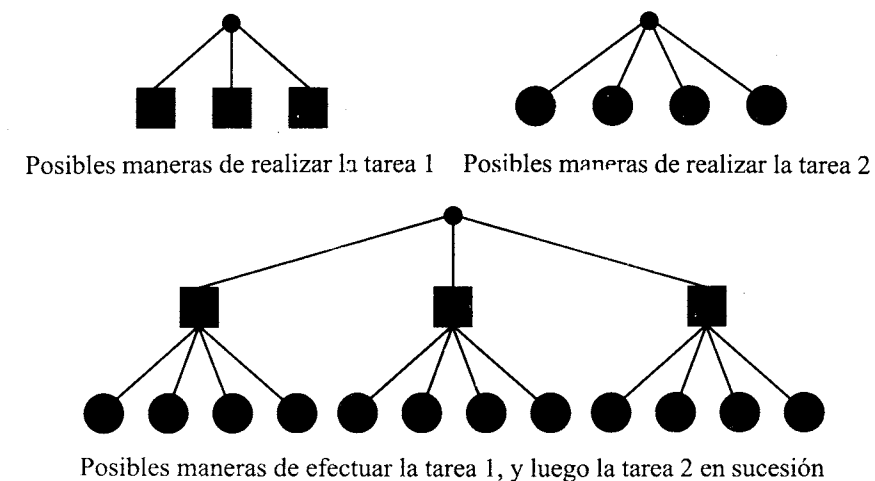 Posibles maneras de realizar la tarea 1
Posibles maneras de realizar la tarea 2
Posibles maneras de efectuar la tarea 1, y luego la tarea 2 en sucesión